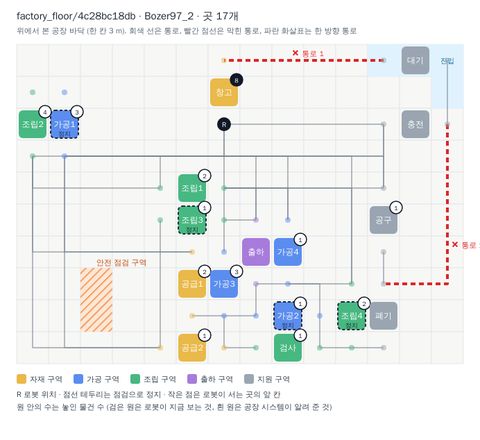 factory_floor/4c28bc18db · Bozer97_2 · 곳 17개
위에서 본 공장 바닥 (한 칸 3 m). 회색 선은 통로, 빨간 점선은 막힌 통로, 파란 화살표는 한 방향 통로
✖ 통로 1
대기
진입
8
창고
4
3
조립2
가공1
정지
R
충전
2
조립1
1
조립3
정지
1
공구
출하
1
가공4
✖ 통로
안전 점검 구역
2
공급1
3
가공3
1
가공2
정지
2
조립4
정지
폐기
1
공급2
1
검사
자재 구역
가공 구역
조립 구역
출하 구역
지원 구역
R 로봇 위치 · 점선 테두리는 점검으로 정지 · 작은 점은 로봇이 서는 곳의 앞 칸
원 안의 수는 놓인 물건 수 (검은 원은 로봇이 지금 보는 것, 흰 원은 공장 시스템이 알려 준 것)